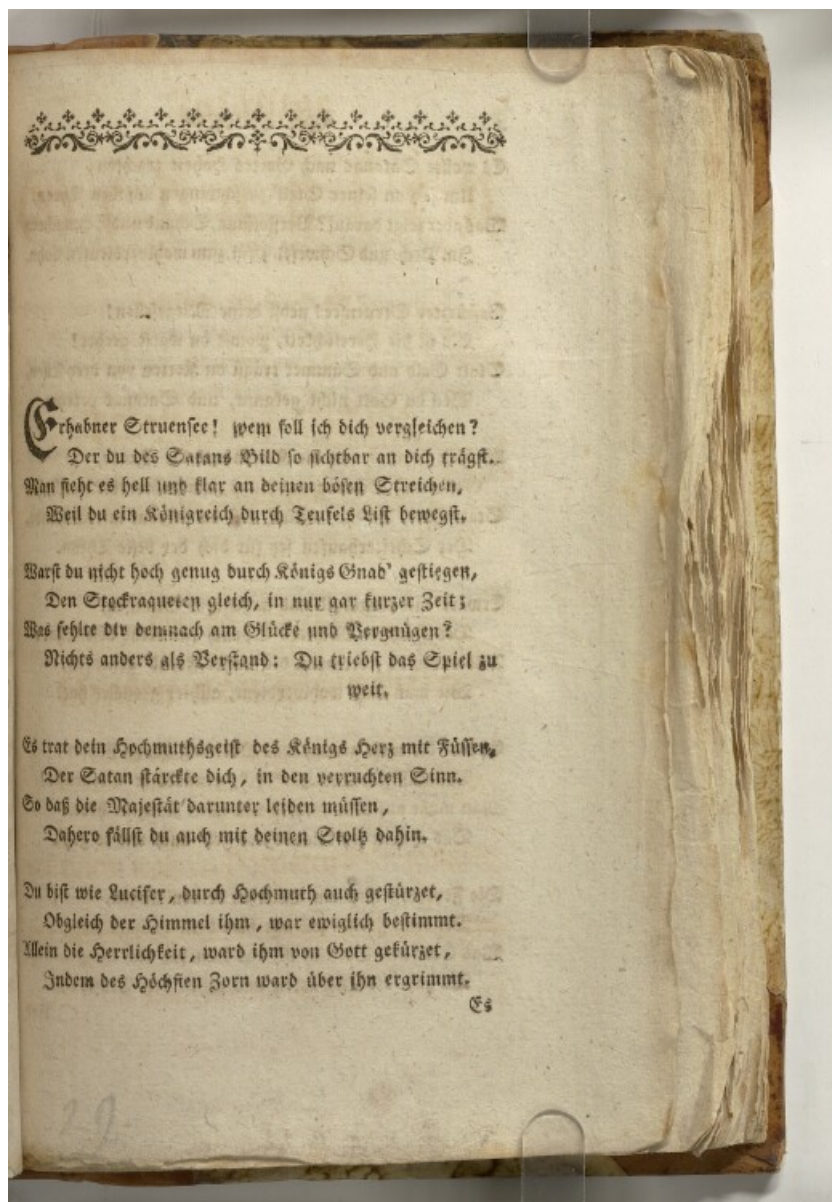 Erhabner Struensee! wem soll ich dich vergleichen?
Der du des Satans Bild so sichtbar an dich trägst.
Man sieht es hell und klar an deinen bösen Streichen,
Weil du ein Königreich durch Teufels List bewegst.
Warst du nicht hoch genug durch Königs Gnad' gestiegen,
Den Stockraqueten gleich, in nur gar kurzer Zeit;
Was fehlte dir demnach am Glücke und Vergnügen?
Nichts anders als Verstand: Du triebst das Spiel zu
weit.
Es trat dein Hochmuthsgeist des Königs Herz mit Füssen,
Der Satan stärckte dich, in den verruchten Sinn.
So daß die Majestät darunter leiden müssen,
Dahero fällst du auch mit deinen Stoltz dahin.
Du bist wie Lucifer, durch Hochmuth auch gestürzet,
Obgleich der Himmel ihm, war ewiglich bestimmt.
Allein die Herrlichkeit, ward ihm von Gott gekürzet,
Indem des Höchsten Zorn ward über ihn ergrimmt.
Es
22